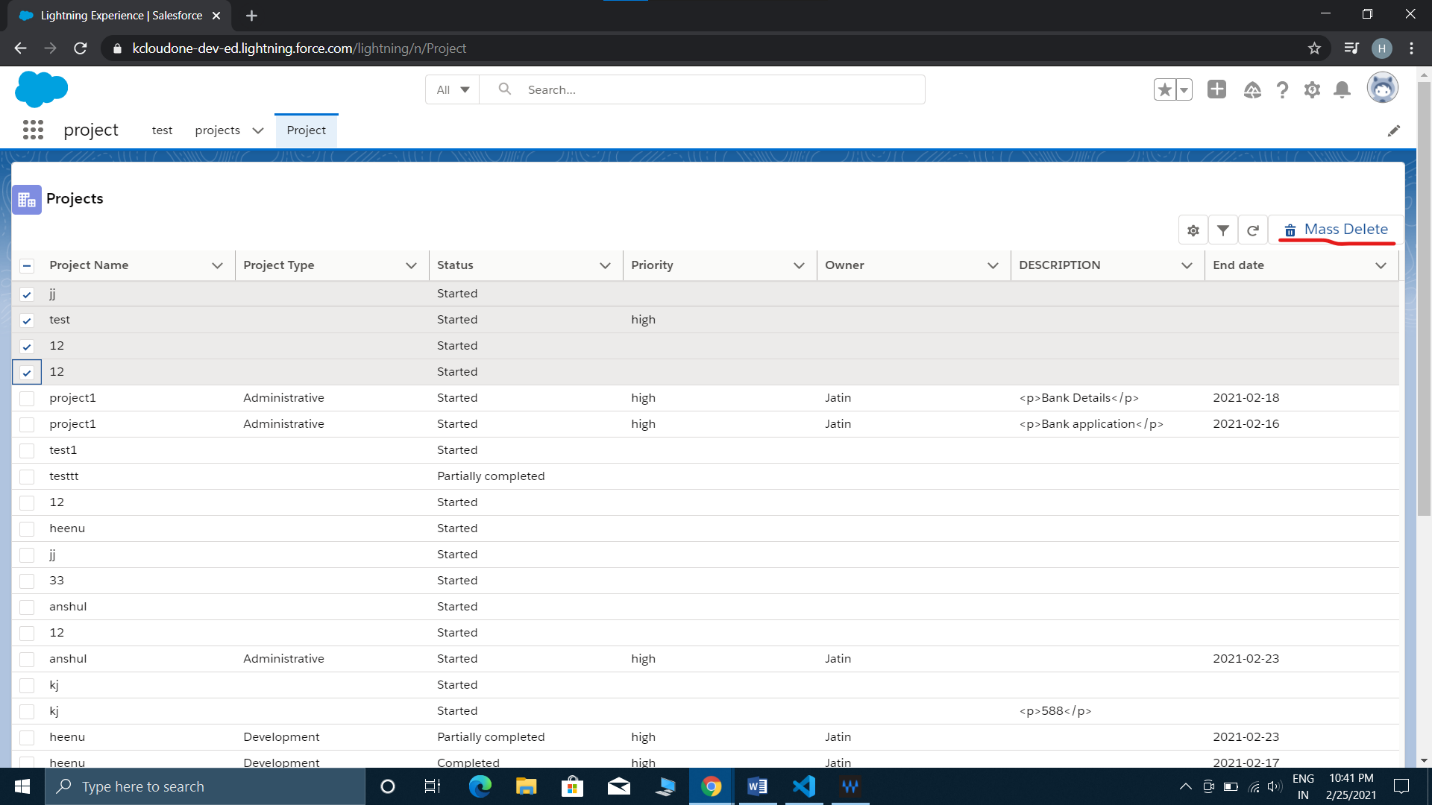 Lightning Experience | Salesforce
kcloudone-dev-ed.lightning.force.com/lightning/n/Project
H
All Search...
project test projects Project
Projects
Mass Delete
Project Name Project Type Status Priority Owner DESCRIPTION End date
jj Started
test Started high
12 Started
12 Started
project1 Administrative Started high Jatin <p>Bank Details</p> 2021-02-18
project1 Administrative Started high Jatin <p>Bank application</p> 2021-02-16
test1 Started
testtt Partially completed
12 Started
heenu Started
jj Started
33 Started
anshul Started
12 Started
anshul Administrative Started high Jatin 2021-02-23
kj Started
kj Started <p>588</p>
heenu Development Partially completed high Jatin 2021-02-23
heenu Development Completed high Jatin 2021-02-17
Type here to search
ENG 10:41 PM
IN 2/25/2021